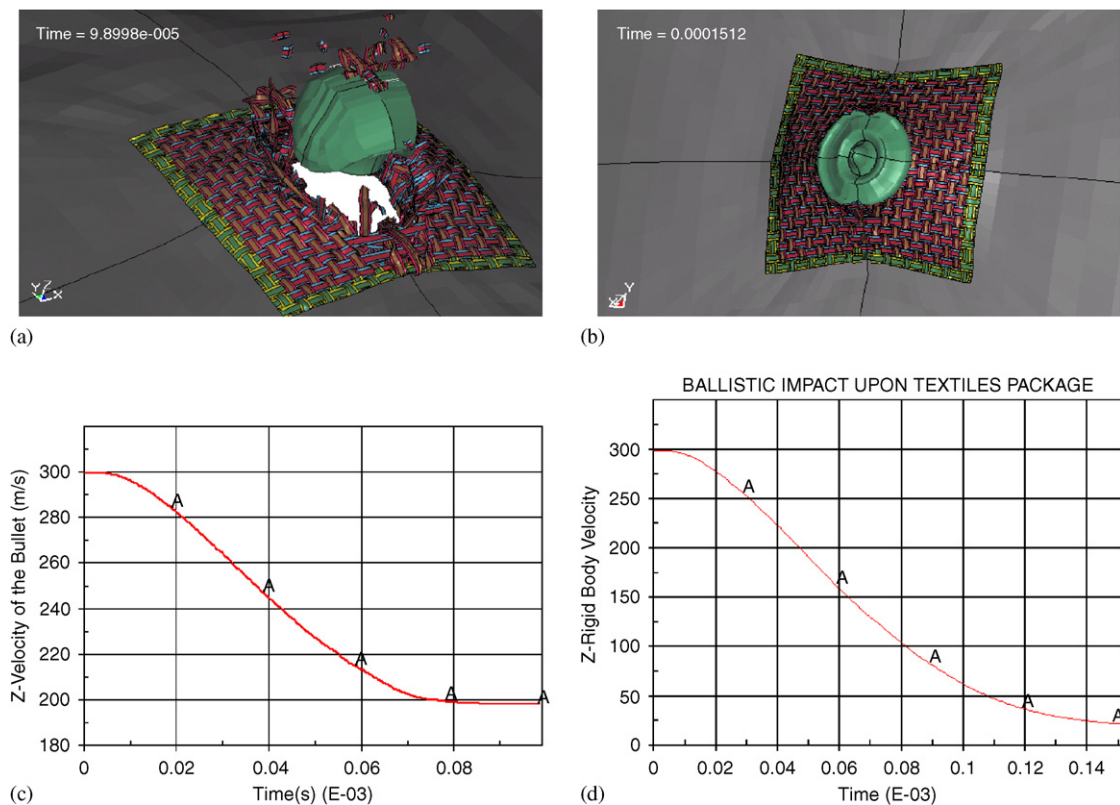 Time = 9.8998e-005
Y Z X
(a)
Time = 0.0001512
Y
Z
(b)
Z-Velocity of the Bullet (m/s)
300
280
260
240
220
200
180
A
A
A
A
A
0 0.02 0.04 0.06 0.08
Time(s) (E-03)
(c)
BALLISTIC IMPACT UPON TEXTILES PACKAGE
Z-Rigid Body Velocity
300
250
200
150
100
50
0
A
A
A
A
A
0 0.02 0.04 0.06 0.08 0.1 0.12 0.14
Time (E-03)
(d)